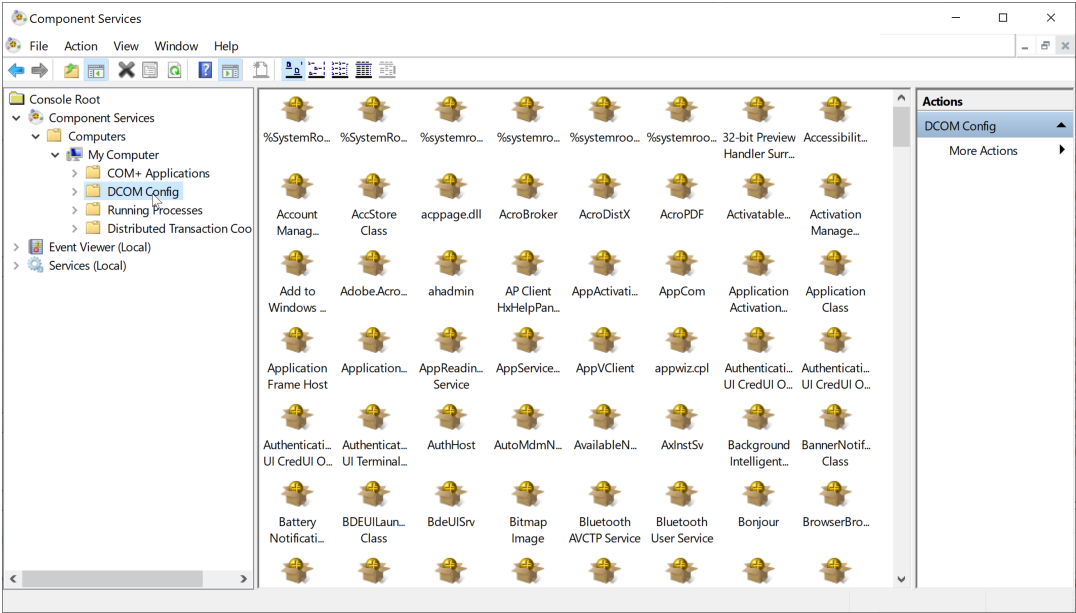 Component Services
File Action View Window Help
Console Root
Component Services
Computers
My Computer
COM+ Applications
DCOM Config
Running Processes
Distributed Transaction Coo
Event Viewer (Local)
Services (Local)
%SystemRo... %SystemRo... %systemro... %systemro... %systemroo... %systemroo... 32-bit Preview Accessibilit...
Handler Surr...
Account AccStore acppage.dll AcroBroker AcroDistX AcroPDF Activatable... Activation
Manag... Class Manage...
Add to Adobe.Acro... ahadmin AP Client AppActivati... AppCom Application Application
Windows ... HxHelpPan... Activation... Class
Application Application... AppReadin... AppService... AppVClient appwiz.cpl Authenticati... Authenticati...
Frame Host Service UI CredUI O... UI CredUI O...
Authenticati... Authenticat... AuthHost AutoMdmN... AvailableN... AxInstSv Background BannerNotif...
UI CredUI O... UI Terminal... Intelligent... Class
Battery BDEUILaun... BdeUISrv Bitmap Bluetooth Bluetooth Bonjour BrowserBro...
Notificati... Class Image AVCTP Service User Service
Actions
DCOM Config
More Actions